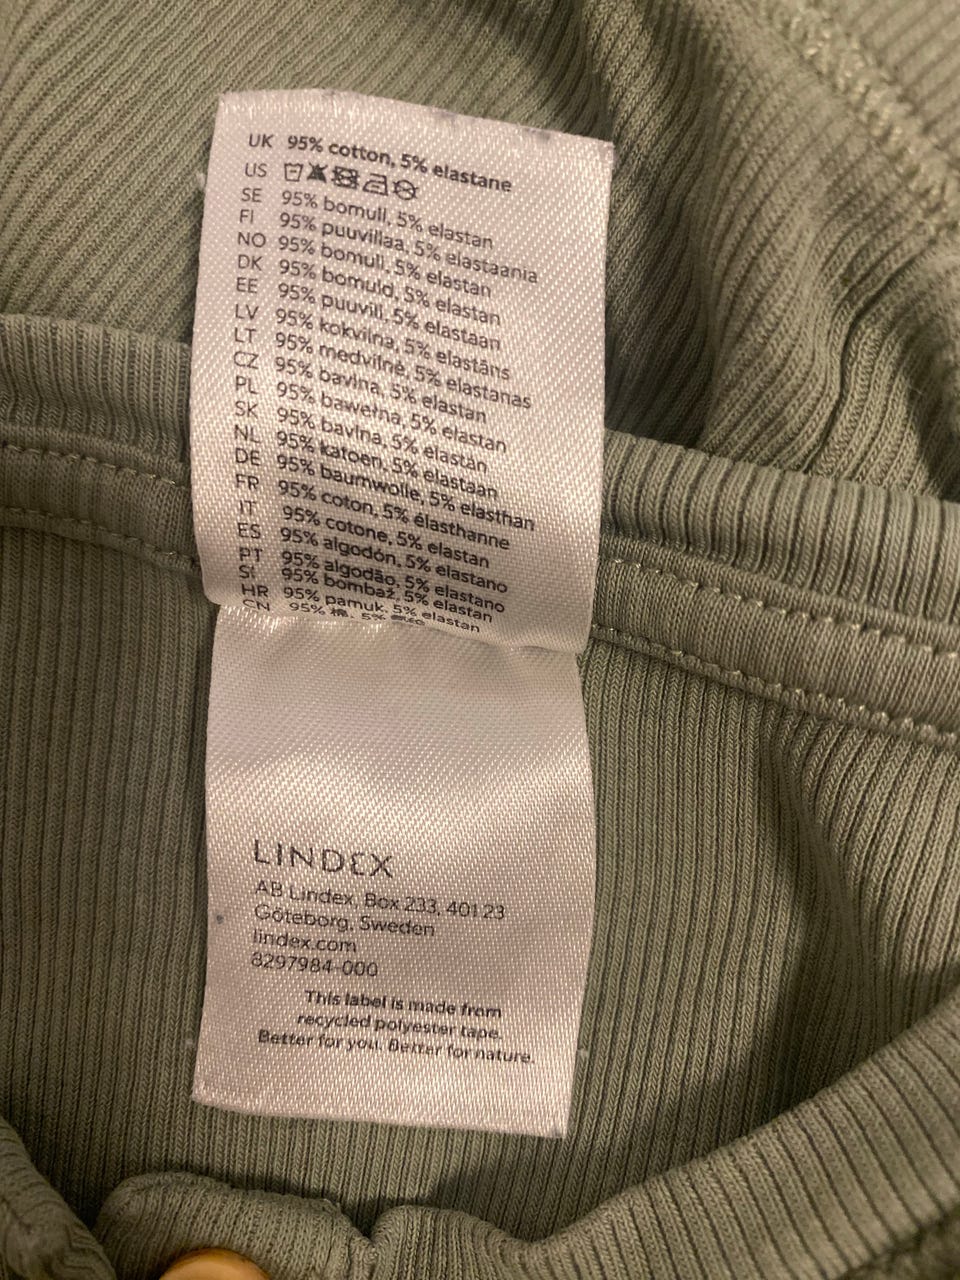 UK 95% cotton, 5% elastane
US
SE 95% bomull, 5% elastan
FI 95% puuvillaa, 5% elastaania
NO 95% bomull, 5% elastan
DK 95% bomuld, 5% elastan
EE 95% puuvill, 5% elastaan
LV 95% kokvilna, 5% elastāns
LT 95% medvilnė, 5% elastanas
CZ 95% bavlna, 5% elastan
PL 95% bawełna, 5% elastan
SK 95% bavlna, 5% elastan
NL 95% katoen, 5% elastaan
DE 95% baumwolle, 5% elasthan
FR 95% coton, 5% élasthanne
IT 95% cotone, 5% elastan
ES 95% algodón, 5% elastano
PT 95% algodão, 5% elastano
SI 95% bombaž, 5% elastan
HR 95% pamuk, 5% elastan
CN 95% 棉, 5%
LINDEX
AB Lindex, Box 233, 401 23
Göteborg, Sweden
lindex.com
8297984-000
This label is made from
recycled polyester tape.
Better for you. Better for nature.